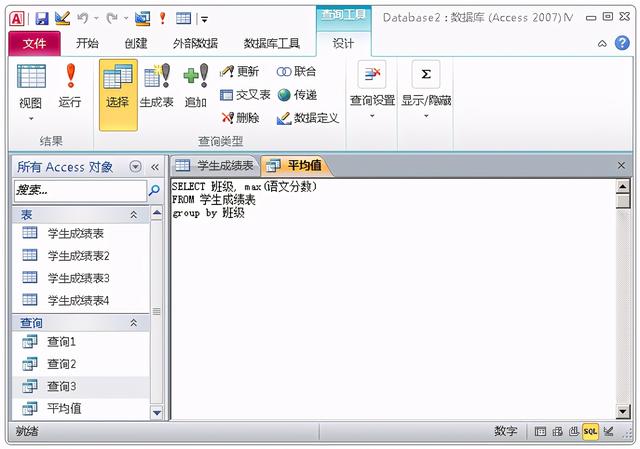 查询工具
Database2：数据库 (Access 2007) M
文件
开始
创建
外部数据
数据库工具
设计
视图
运行
选择
生成表
追加
更新
交叉表
删除
联合
传递
数据定义
查询设置
显示/隐藏
结果
查询类型
所有 Access 对象
搜索...
表
学生成绩表
学生成绩表2
学生成绩表3
学生成绩表4
查询
查询1
查询2
查询3
平均值
学生成绩表
平均值
SELECT 班级, max(语文分数)
FROM 学生成绩表
group by 班级
就绪
数字
SQL